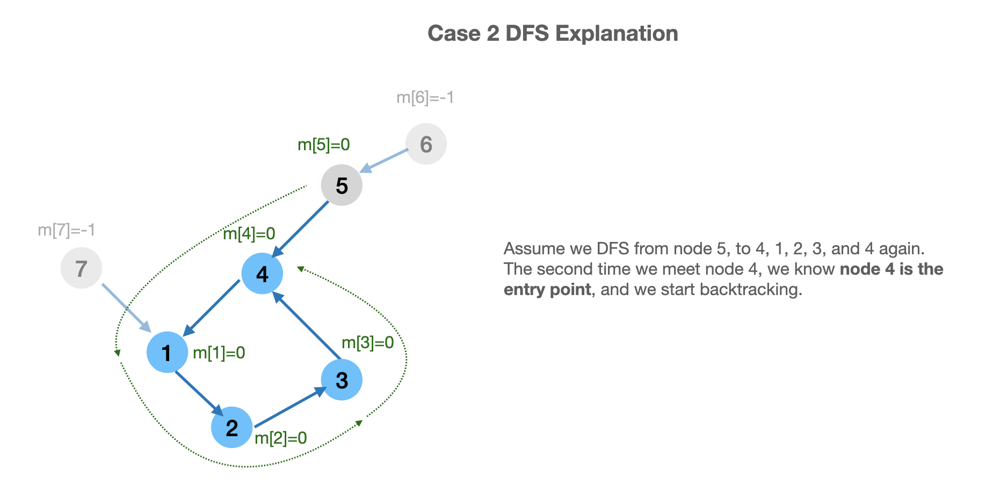 Case 2 DFS Explanation
m[6]=-1
6
m[5]=0
5
m[4]=0
m[7]=-1
7
4
Assume we DFS from node 5, to 4, 1, 2, 3, and 4 again.
The second time we meet node 4, we know node 4 is the
entry point, and we start backtracking.
m[3]=0
1
m[1]=0
3
2
m[2]=0